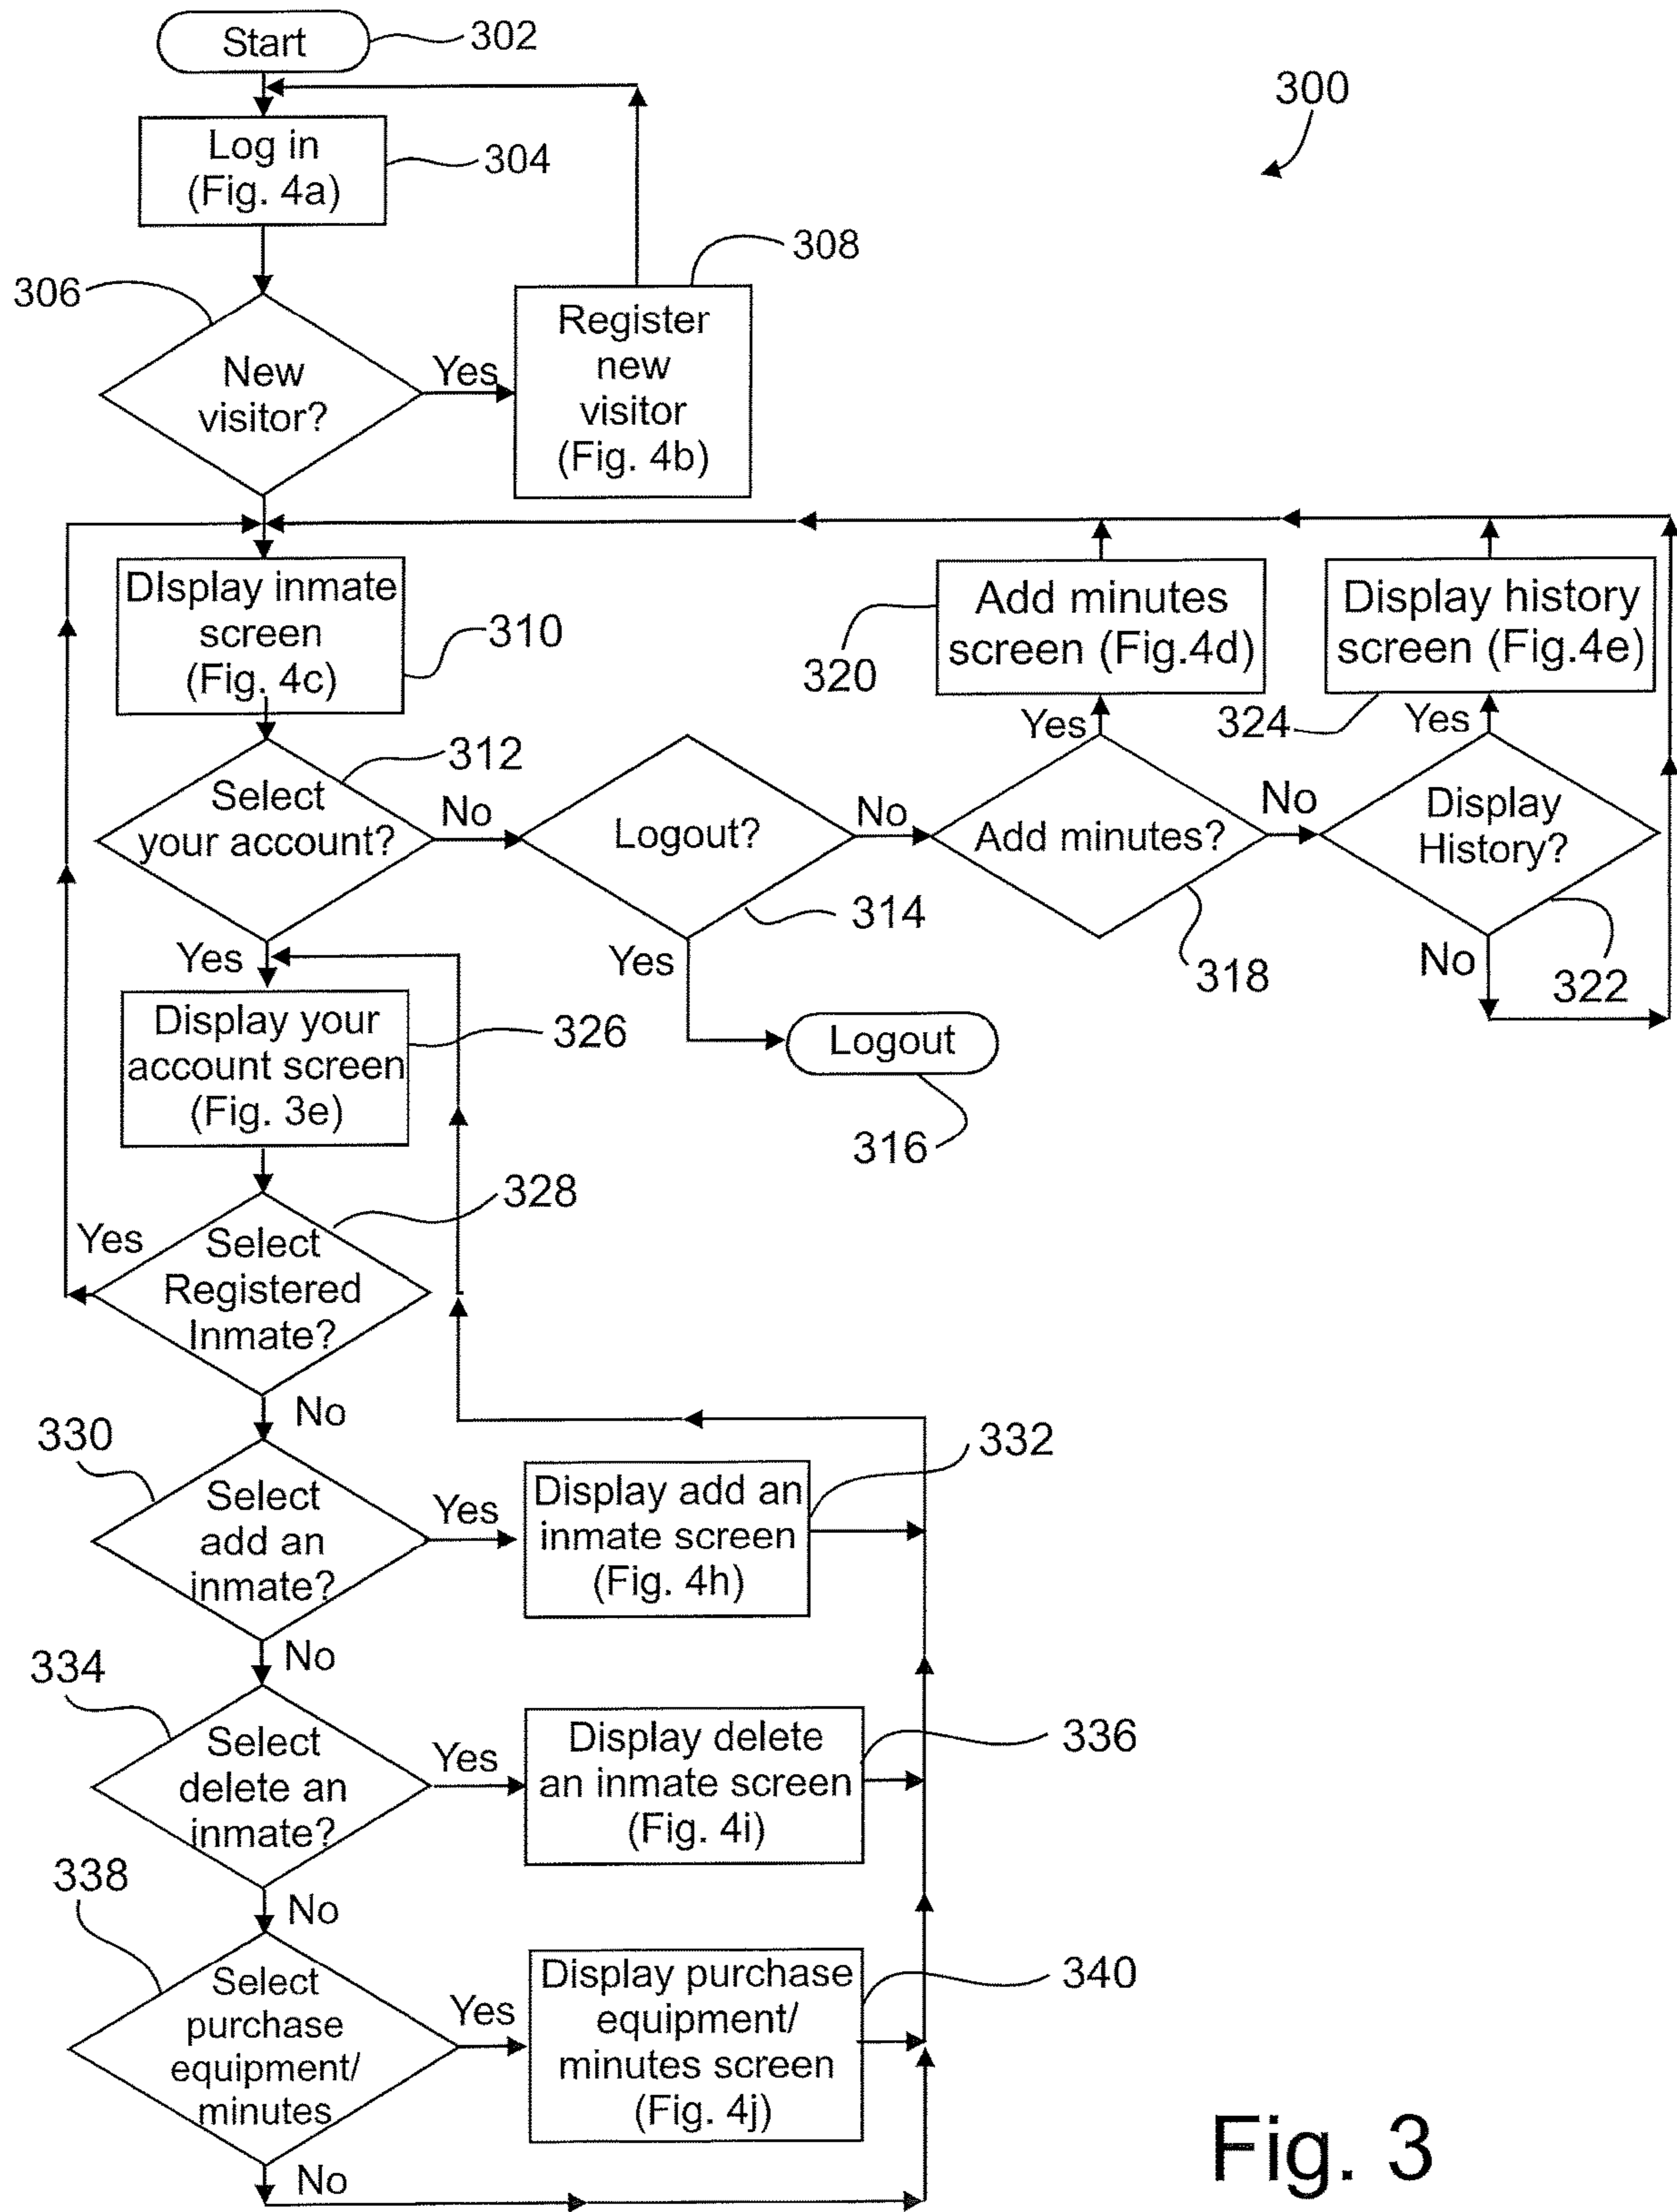 Start
302
300
Log in
(Fig. 4a)
304
306
New
visitor?
Yes
308
Register
new
visitor
(Fig. 4b)
DIsplay inmate
screen
(Fig. 4c)
310
320
Add minutes
screen (Fig.4d)
Display history
screen (Fig.4e)
324
Yes
Yes
312
Select
your account?
No
Logout?
No
Add minutes?
No
Display
History?
314
318
322
Yes
Yes
No
Display your
account screen
(Fig. 3e)
326
Logout
316
328
Yes
Select
Registered
Inmate?
No
330
Select
add an
inmate?
Yes
Display add an
inmate screen
(Fig. 4h)
332
No
334
Select
delete an
inmate?
Yes
Display delete
an inmate screen
(Fig. 4i)
336
No
338
Select
purchase
equipment/
minutes
Yes
Display purchase
equipment/
minutes screen
(Fig. 4j)
340
No
Fig. 3